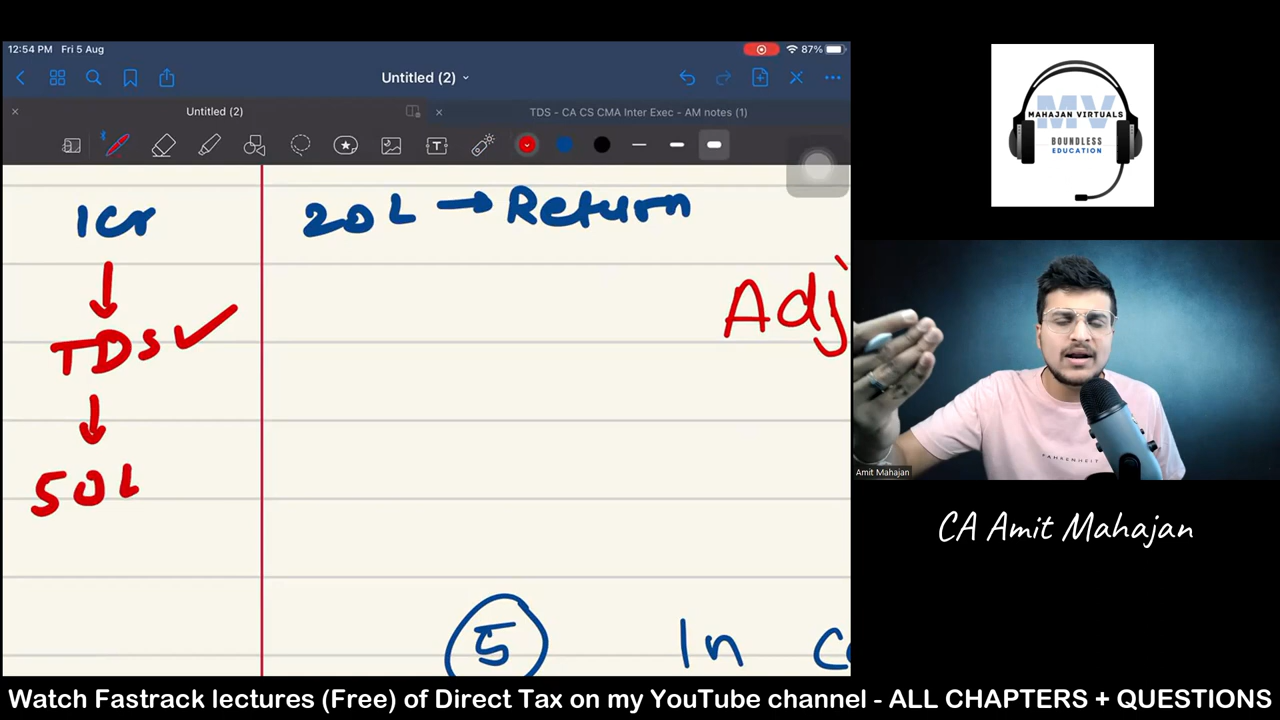 12:54 PM Fri 5 Aug
87%
Untitled (2)
Untitled (2)
TDS - CA CS CMA Inter Exec - AM notes (1)
1cr
20L → Return
Adj
TDS ✓
50L
5 In
MV
MAHAJAN VIRTUALS
BOUNDLESS
EDUCATION
FAHRENHEIT
Amit Mahajan
CA Amit Mahajan
Watch Fastrack lectures (Free) of Direct Tax on my YouTube channel - ALL CHAPTERS + QUESTIONS